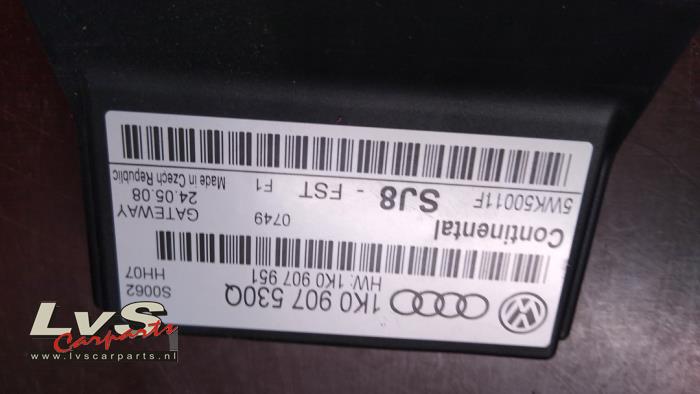 1K0 907 530Q
HW: 1K0 907 951
S0062
HH07
Continental
0749
GATEWAY
24.05.08
Made in Czech Republic
SJ8 - FST F1
5WK50011F
LvS
Carparts
www.lvscarparts.nl